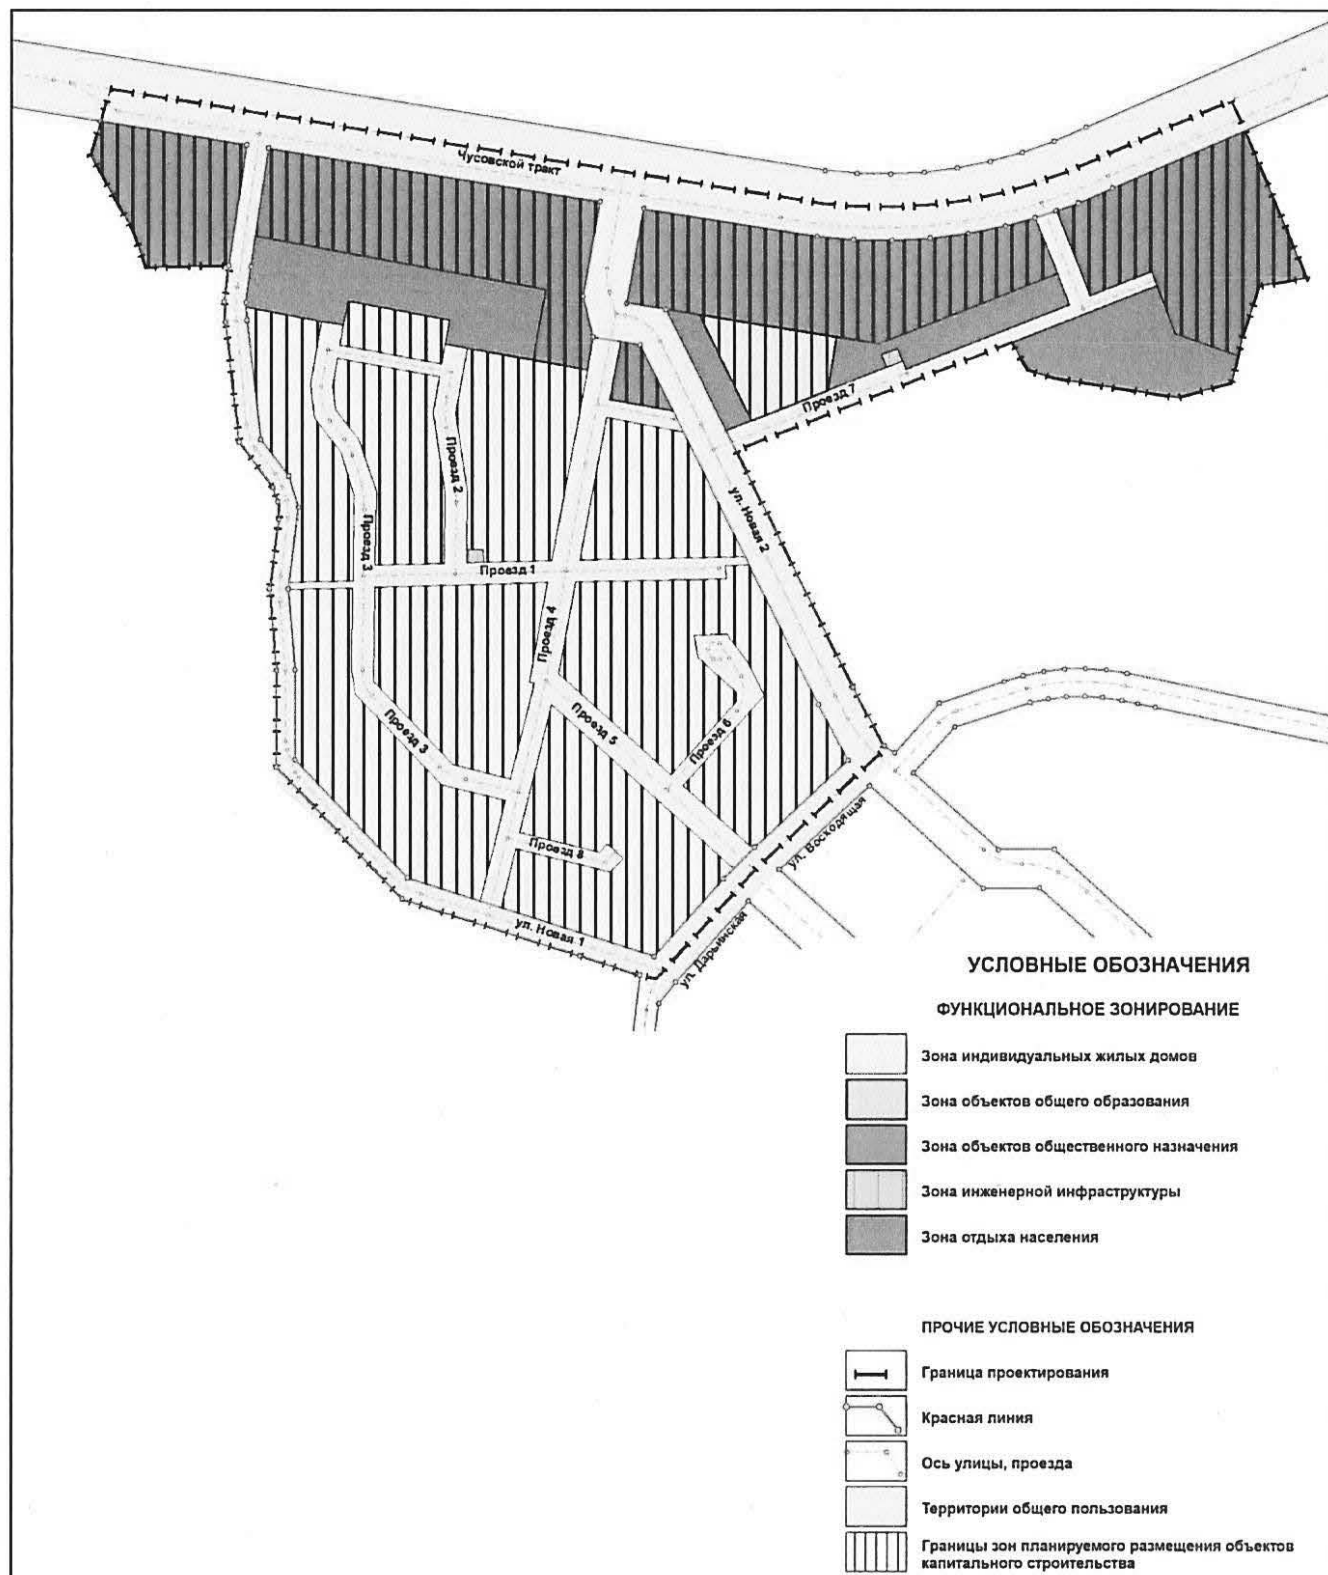 Чусовской тракт
Проезд 7
ул. Новая 2
Проезд 2
Проезд 3
Проезд 1
Проезд 4
Проезд 5
Проезд 6
Проезд 3
Проезд 8
ул. Восходящая
ул. Новая 1
ул. Дарьинская
УСЛОВНЫЕ ОБОЗНАЧЕНИЯ
ФУНКЦИОНАЛЬНОЕ ЗОНИРОВАНИЕ
Зона индивидуальных жилых домов
Зона объектов общего образования
Зона объектов общественного назначения
Зона инженерной инфраструктуры
Зона отдыха населения
ПРОЧИЕ УСЛОВНЫЕ ОБОЗНАЧЕНИЯ
Граница проектирования
Красная линия
Ось улицы, проезда
Территории общего пользования
Границы зон планируемого размещения объектов
капитального строительства